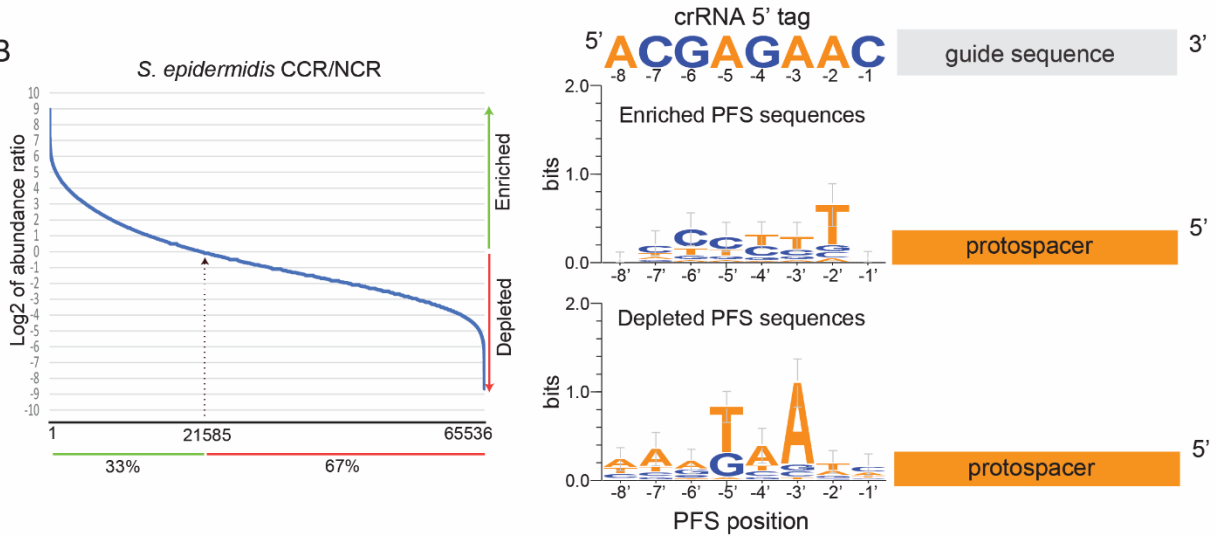 B
S. epidermidis CCR/NCR
Log2 of abundance ratio
10
9
8
7
6
5
4
3
2
1
0
-1
-2
-3
-4
-5
-6
-7
-8
-9
-10
Enriched
Depleted
1 21585 65536
33% 67%
crRNA 5’ tag
5’ ACGAGAAC guide sequence 3’
-8 -7 -6 -5 -4 -3 -2 -1
2.0
Enriched PFS sequences
bits
1.0
0.0
-8’ -7’ -6’ -5’ -4’ -3’ -2’ -1’
protospacer 5’
2.0
Depleted PFS sequences
bits
1.0
0.0
-8’ -7’ -6’ -5’ -4’ -3’ -2’ -1’
protospacer 5’
PFS position